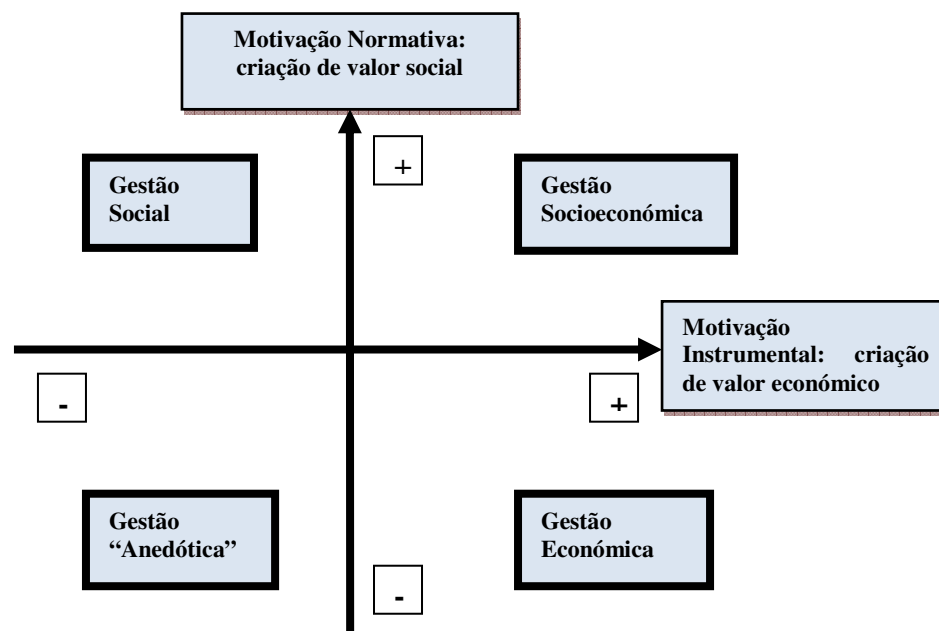 Motivação Normativa:
criação de valor social
+
Gestão
Social
Gestão
Socioeconómica
Motivação
Instrumental: criação
de valor económico
-
+
Gestão
“Anedótica”
Gestão
Económica
-